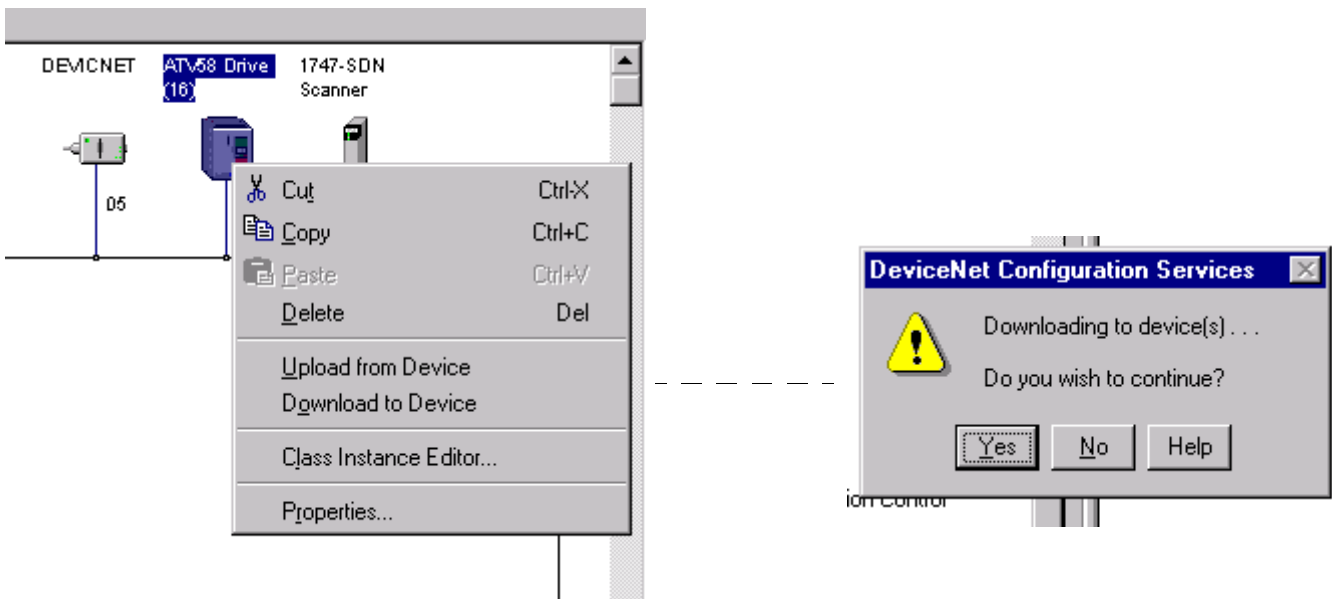 DEVICNET
ATV58 Drive
(16)
1747-SDN
Scanner
05
Cut Ctrl-X
Copy Ctrl+C
Paste Ctrl+V
Delete Del
Upload from Device
Download to Device
Class Instance Editor...
Properties...
DeviceNet Configuration Services
Downloading to device(s) . . .
Do you wish to continue?
Yes No Help
ion Control